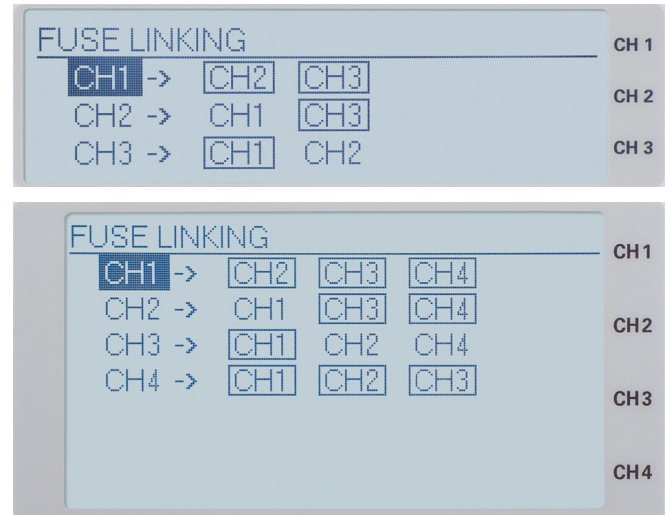 FUSE LINKING
CH1 -> CH2 CH3
CH2 -> CH1 CH3
CH3 -> CH1 CH2
CH 1
CH 2
CH 3
FUSE LINKING
CH1 -> CH2 CH3 CH4
CH2 -> CH1 CH3 CH4
CH3 -> CH1 CH2 CH4
CH4 -> CH1 CH2 CH3
CH1
CH2
CH3
CH4